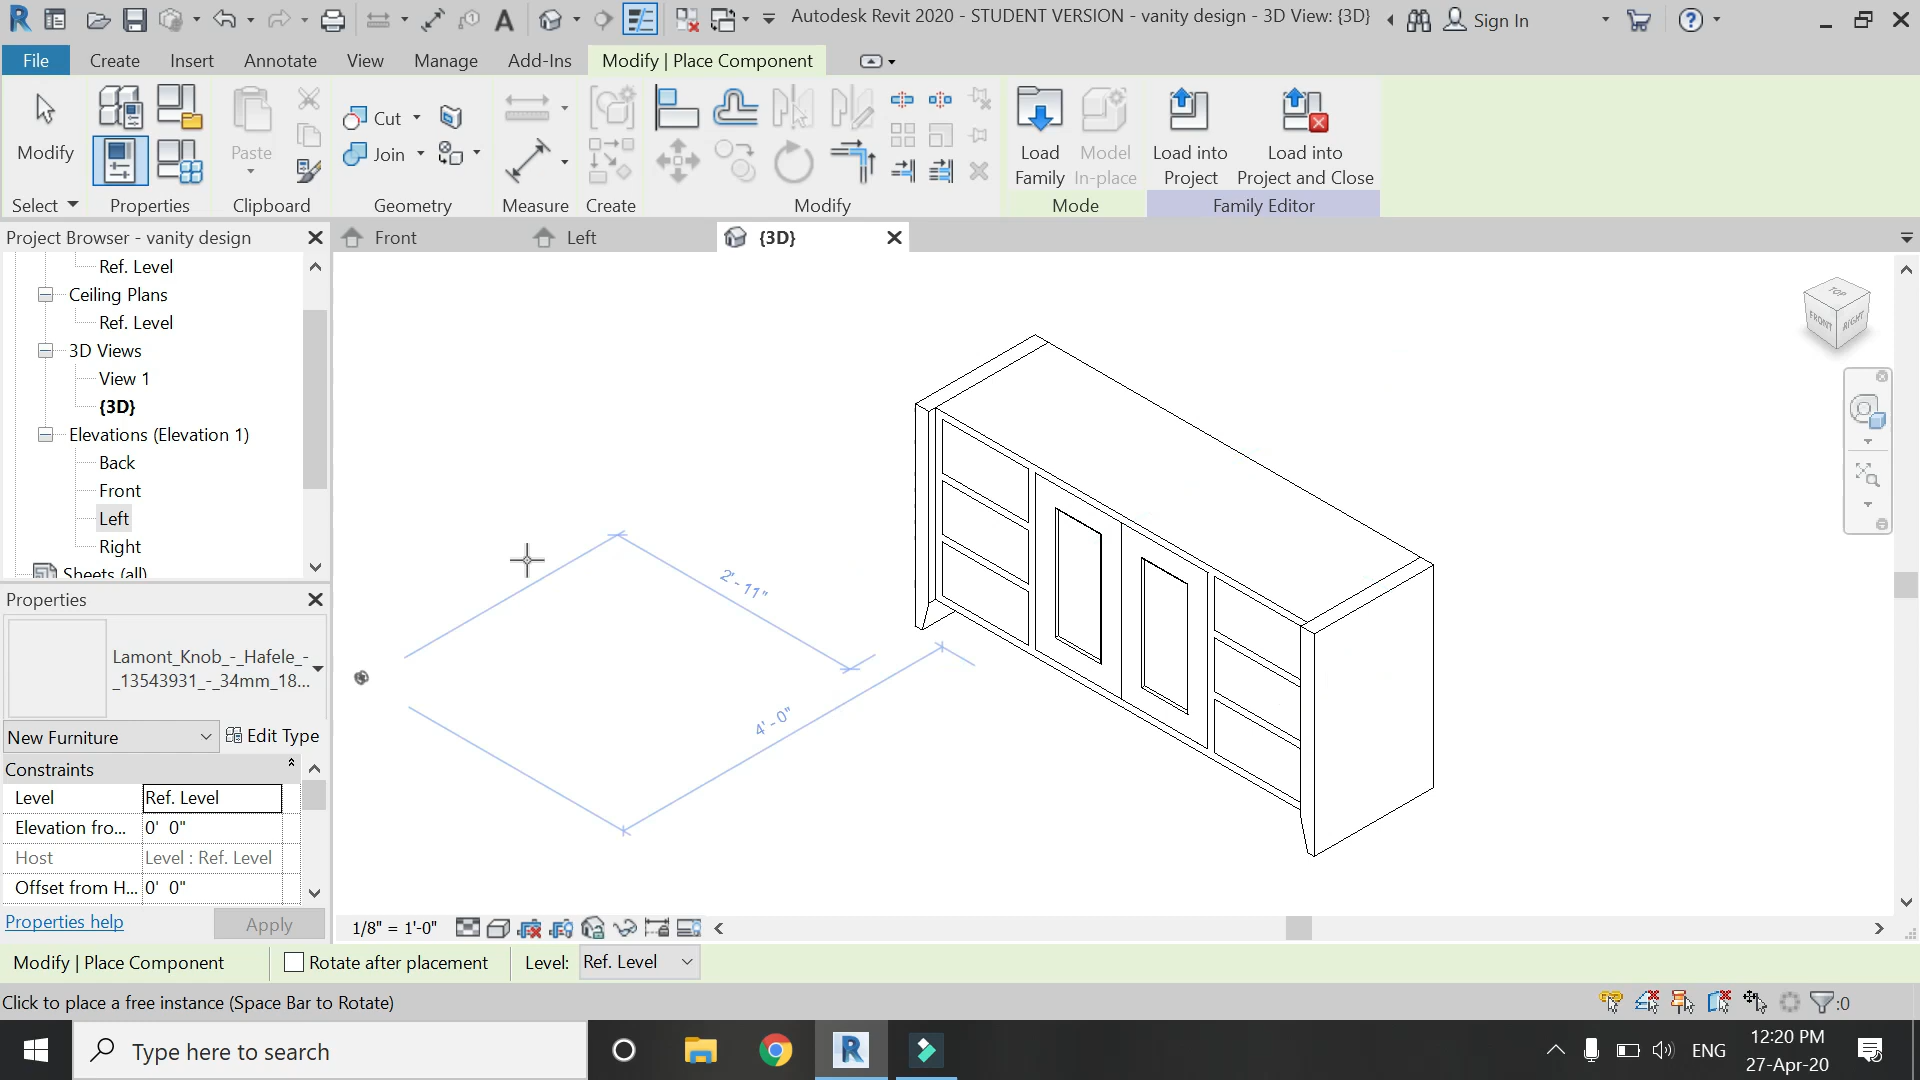 Autodesk Revit 2020 - STUDENT VERSION - vanity design - 3D View: {3D}
Sign In
File
Create
Insert
Annotate
View
Manage
Add-Ins
Modify | Place Component
Modify
Paste
Cut
Join
Load Family
Model In-place
Load into Project
Load into Project and Close
Select
Properties
Clipboard
Geometry
Measure
Create
Modify
Mode
Family Editor
Project Browser - vanity design
Front
Left
{3D}
Ref. Level
Ceiling Plans
Ref. Level
3D Views
View 1
{3D}
Elevations (Elevation 1)
Back
Front
Left
Right
Sheets (all)
TOP
FRONT
RIGHT
2' - 11"
4' - 0"
Properties
Lamont_Knob_-_Hafele_-
_13543931_-_34mm_18...
New Furniture
Edit Type
Constraints
Level
Ref. Level
Elevation fro...
0' 0"
Host
Level : Ref. Level
Offset from H...
0' 0"
Properties help
Apply
1/8" = 1'-0"
Modify | Place Component
Rotate after placement
Level:
Ref. Level
Click to place a free instance (Space Bar to Rotate)
:0
Type here to search
ENG
12:20 PM
27-Apr-20